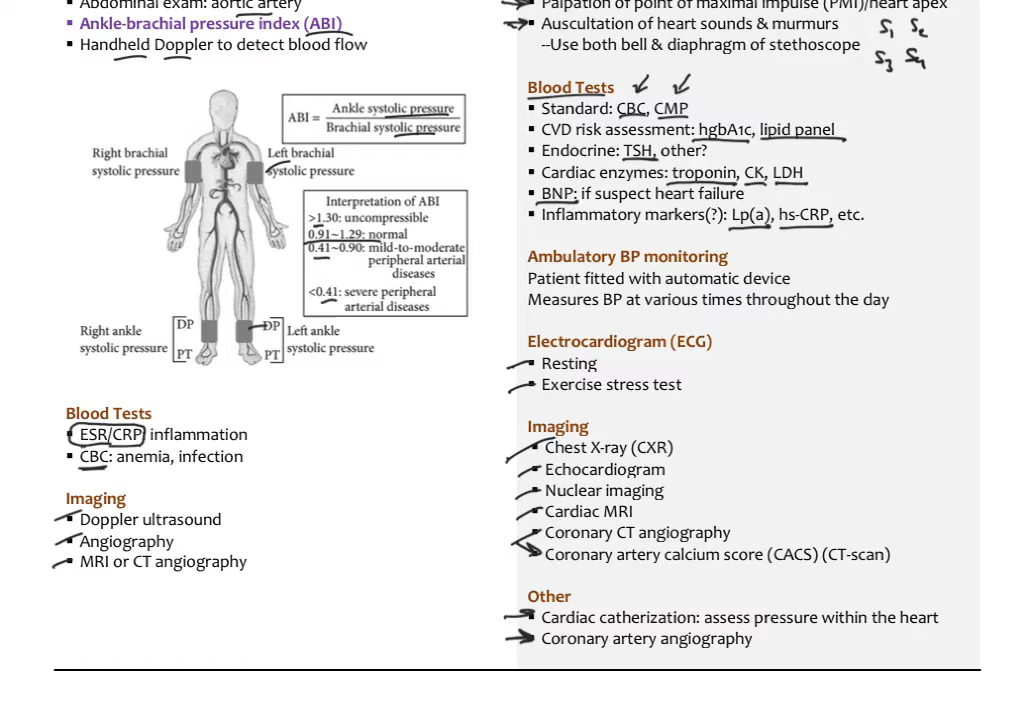 ▪ Abdominal exam: aortic artery
▪ Ankle-brachial pressure index (ABI)
▪ Handheld Doppler to detect blood flow
ABI = Ankle systolic pressure
Brachial systolic pressure
Right brachial
systolic pressure
Left brachial
systolic pressure
Interpretation of ABI
>1.30: uncompressible
0.91~1.29: normal
0.41~0.90: mild-to-moderate
peripheral arterial
diseases
<0.41: severe peripheral
arterial diseases
Right ankle
systolic pressure
DP
PT
DP
PT
Left ankle
systolic pressure
Blood Tests
▪ ESR/CRP: inflammation
▪ CBC: anemia, infection
Imaging
▪ Doppler ultrasound
▪ Angiography
▪ MRI or CT angiography
▪ Palpation of point of maximal impulse (PMI)/heart apex
▪ Auscultation of heart sounds & murmurs
--Use both bell & diaphragm of stethoscope
S1 S2
S3 S4
Blood Tests
▪ Standard: CBC, CMP
▪ CVD risk assessment: hgbA1c, lipid panel
▪ Endocrine: TSH, other?
▪ Cardiac enzymes: troponin, CK, LDH
▪ BNP: if suspect heart failure
▪ Inflammatory markers(?): Lp(a), hs-CRP, etc.
Ambulatory BP monitoring
Patient fitted with automatic device
Measures BP at various times throughout the day
Electrocardiogram (ECG)
▪ Resting
▪ Exercise stress test
Imaging
▪ Chest X-ray (CXR)
▪ Echocardiogram
▪ Nuclear imaging
▪ Cardiac MRI
▪ Coronary CT angiography
▪ Coronary artery calcium score (CACS) (CT-scan)
Other
▪ Cardiac catherization: assess pressure within the heart
▪ Coronary artery angiography